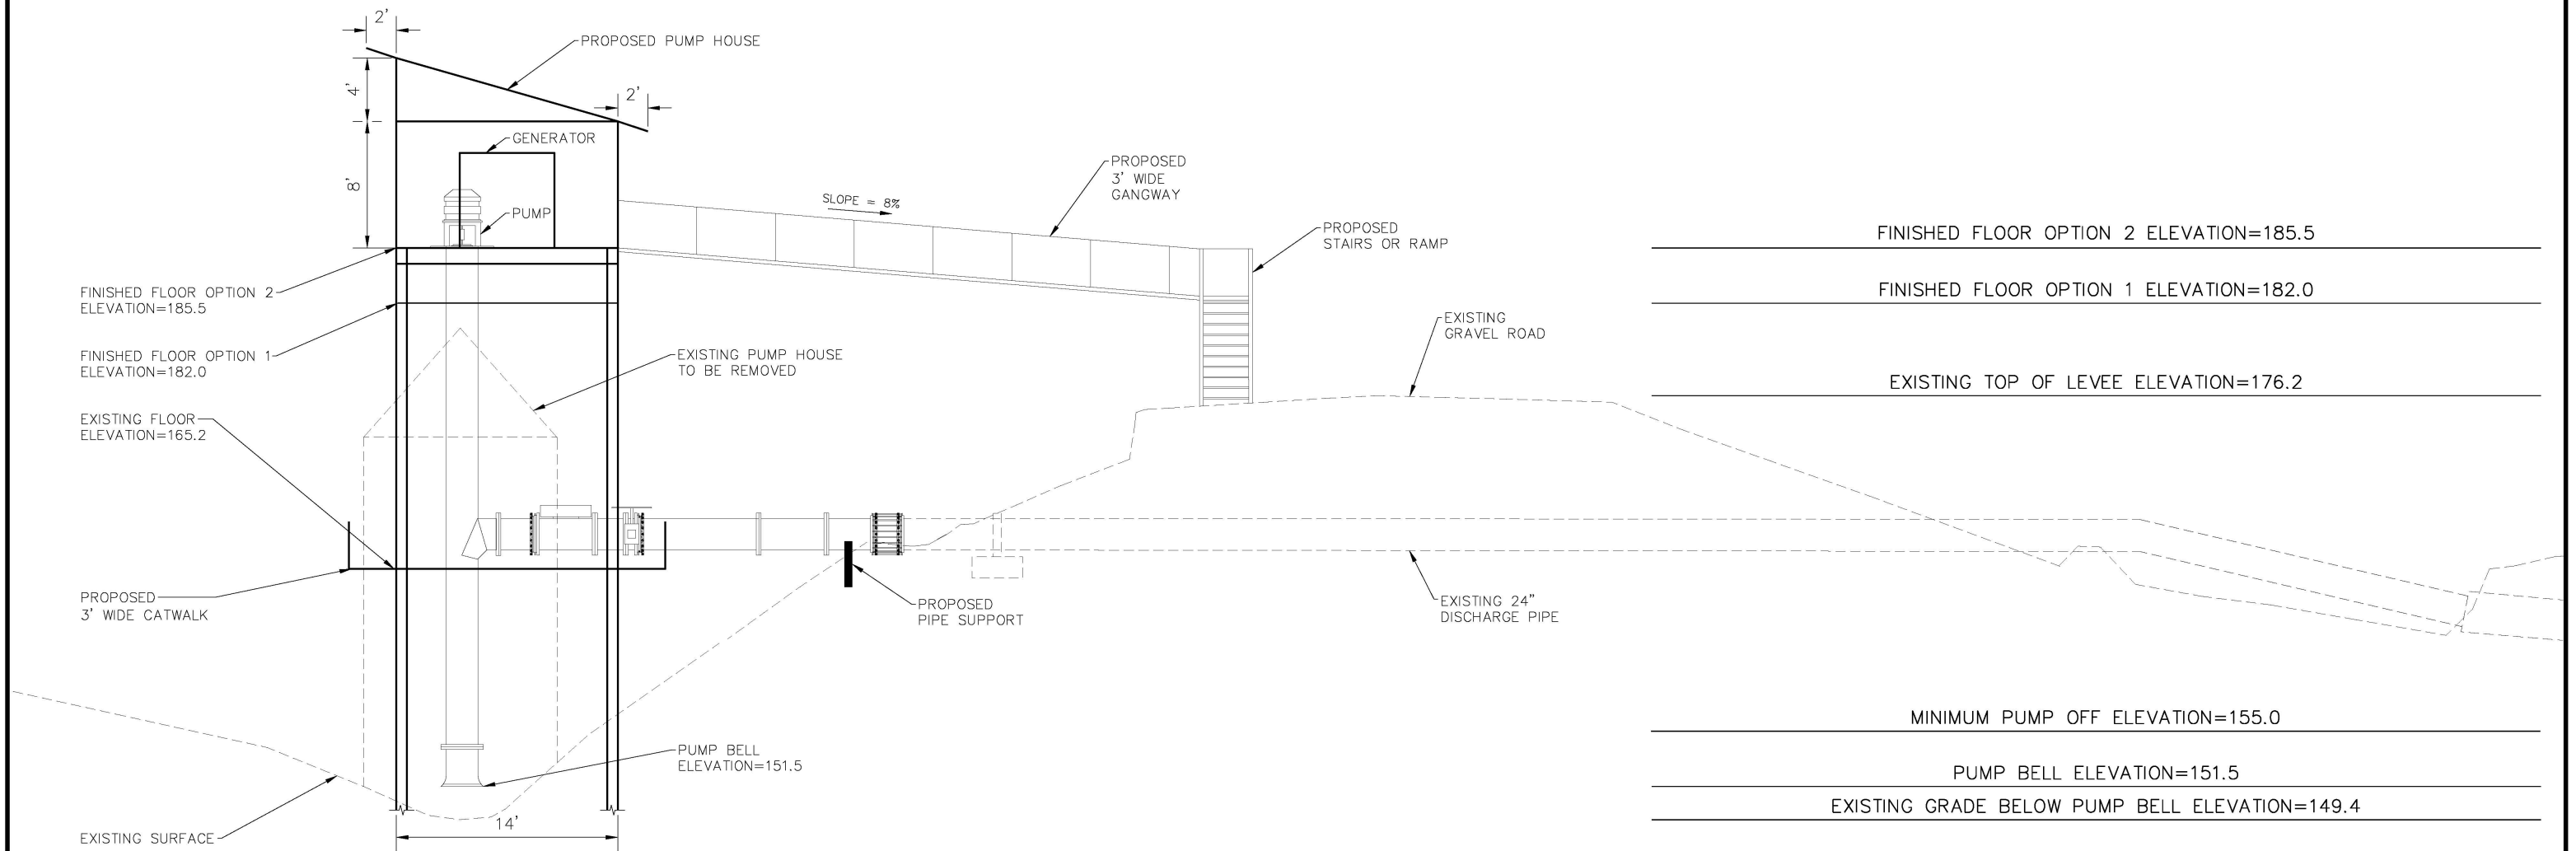 2'
PROPOSED PUMP HOUSE
4'
2'
GENERATOR
8'
PUMP
SLOPE = 8%
PROPOSED
3' WIDE
GANGWAY
PROPOSED
STAIRS OR RAMP
FINISHED FLOOR OPTION 2 ELEVATION=185.5
FINISHED FLOOR OPTION 1 ELEVATION=182.0
EXISTING TOP OF LEVEE ELEVATION=176.2
FINISHED FLOOR OPTION 2
ELEVATION=185.5
FINISHED FLOOR OPTION 1
ELEVATION=182.0
EXISTING FLOOR
ELEVATION=165.2
EXISTING PUMP HOUSE
TO BE REMOVED
EXISTING
GRAVEL ROAD
PROPOSED
3' WIDE CATWALK
PROPOSED
PIPE SUPPORT
EXISTING 24"
DISCHARGE PIPE
PUMP BELL
ELEVATION=151.5
MINIMUM PUMP OFF ELEVATION=155.0
PUMP BELL ELEVATION=151.5
EXISTING GRADE BELOW PUMP BELL ELEVATION=149.4
EXISTING SURFACE
14'